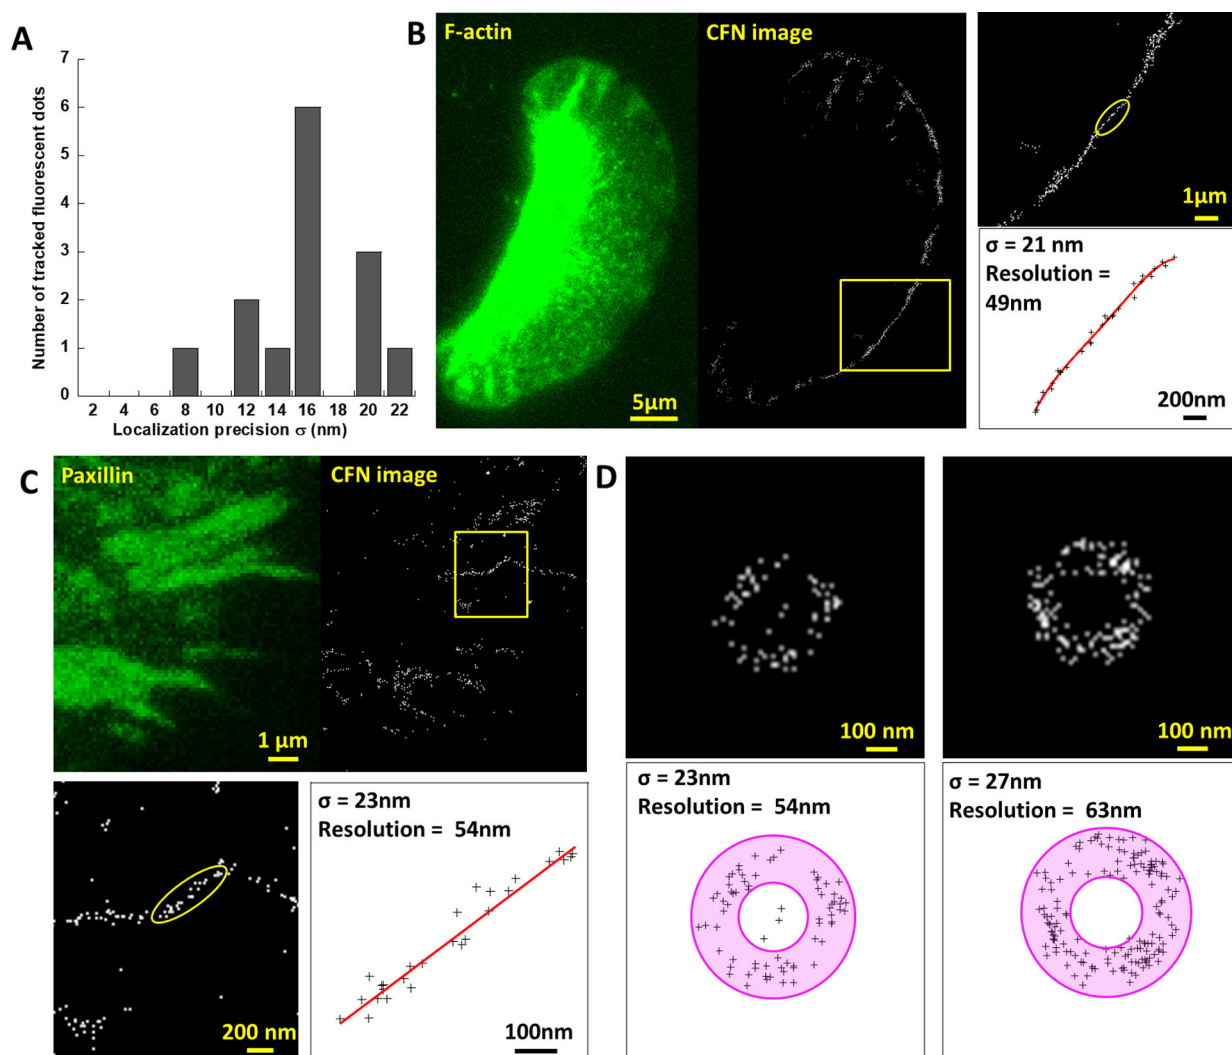 A
Number of tracked fluorescent dots
7
6
5
4
3
2
1
0
2 4 6 8 10 12 14 16 18 20 22
Localization precision σ (nm)
B
F-actin
5μm
CFN image
1μm
σ = 21 nm
Resolution =
49nm
200nm
C
Paxillin
1 μm
CFN image
200 nm
σ = 23nm
Resolution = 54nm
100nm
D
100 nm
100 nm
σ = 23nm
Resolution = 54nm
σ = 27nm
Resolution = 63nm